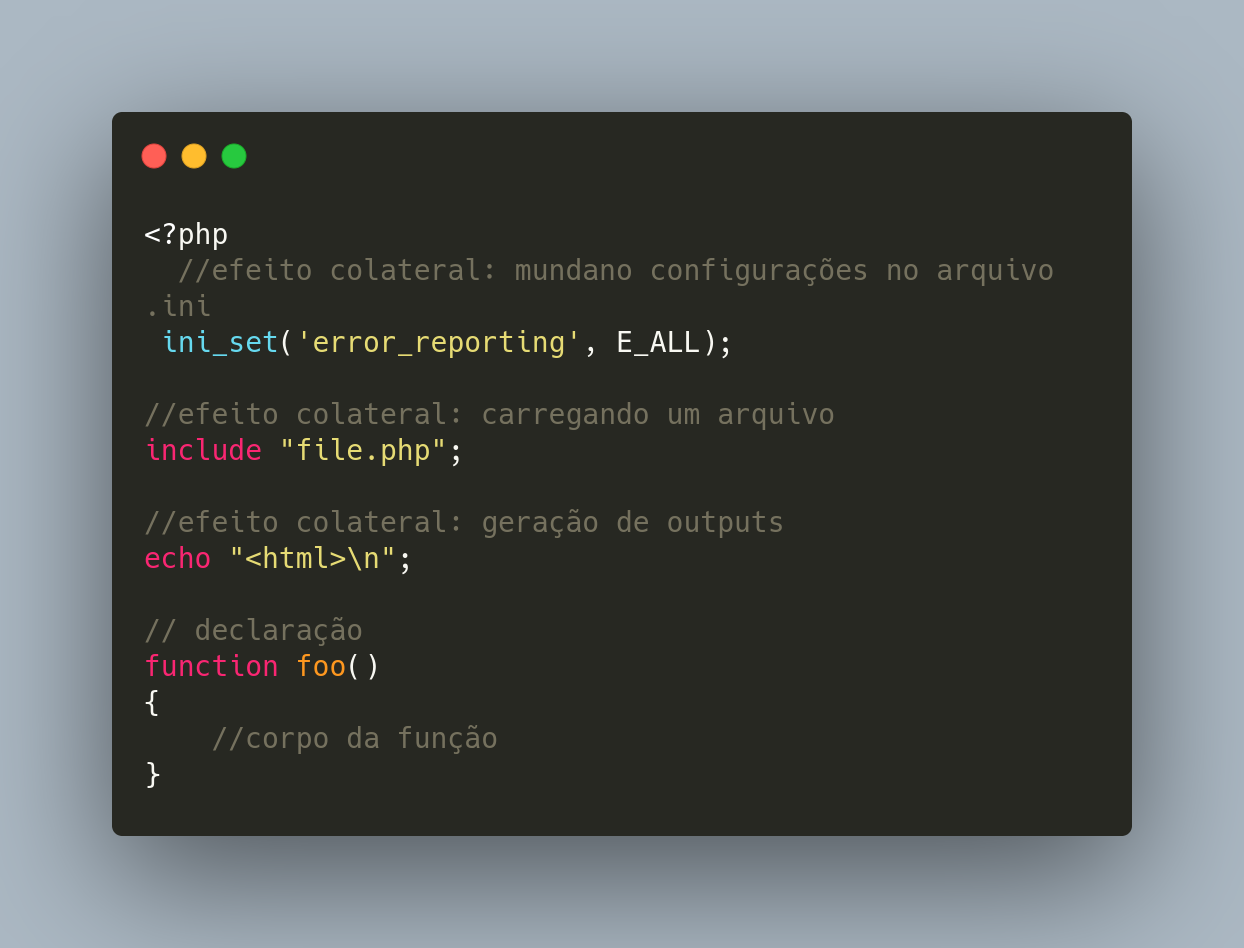 <?php
  //efeito colateral: mundano configurações no arquivo
.ini
 ini_set('error_reporting', E_ALL);

//efeito colateral: carregando um arquivo
include "file.php";

//efeito colateral: geração de outputs
echo "<html>\n";

// declaração
function foo()
{
    //corpo da função
}